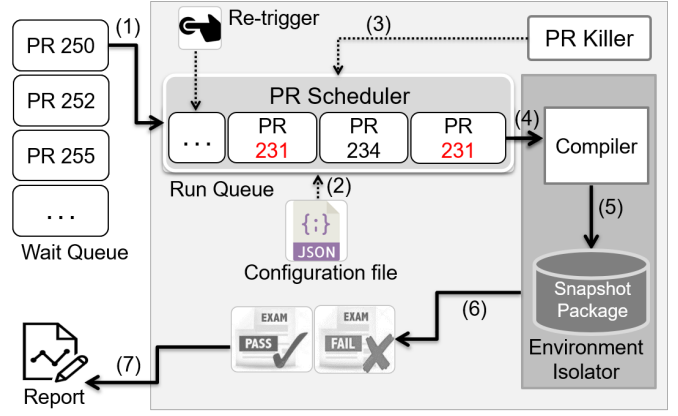 PR 250
PR 252
PR 255
...
Wait Queue
(1)
Re-trigger
(3)
PR Killer
PR Scheduler
...
PR
231
PR
234
PR
231
Run Queue
(2)
{;}
JSON
Configuration file
(4)
Compiler
(5)
Snapshot
Package
Environment
Isolator
(6)
EXAM
PASS
EXAM
FAIL
(7)
Report